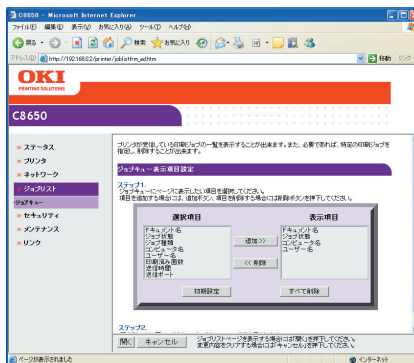 C8650 - Microsoft Internet Explorer
ファイル(F) 編集(E) 表示(V) お気に入り(A) ツール(T) ヘルプ(H)
戻る 検索 お気に入り
アドレス(D) http://192.168.0.2/printer/joblistfrm_ad.htm 移動 リンク
OKI
PRINTING SOLUTIONS
C8650
» ステータス
» プリンタ
» ネットワーク
» ジョブリスト
・ジョブキュー
» セキュリティ
» メンテナンス
» リンク
プリンタが受信している印刷ジョブの一覧を表示することが出来ます。また、必要であれば、特定の印刷ジョブを
指定し、削除することが出来ます。
ジョブキュー表示項目設定
ステップ1.
ジョブキューにページに表示したい項目を選択してください。
項目を追加する場合には、追加ボタン、項目を削除する場合には削除ボタンを押下してください。
選択項目 表示項目
ドキュメント名
ジョブ状態
ジョブ種類
コンピュータ名
ユーザー名
印刷済み面数
送信時間
送信ポート
追加>>
<< 削除
ドキュメント名
ジョブ状態
コンピュータ名
ユーザー名
初期設定 すべて削除
ステップ2.
開く キャンセル ジョブリストページを表示する場合には「開く」を押下してください。
変更内容をクリアする場合には「キャンセル」を押下してください。
ページが表示されました インターネット